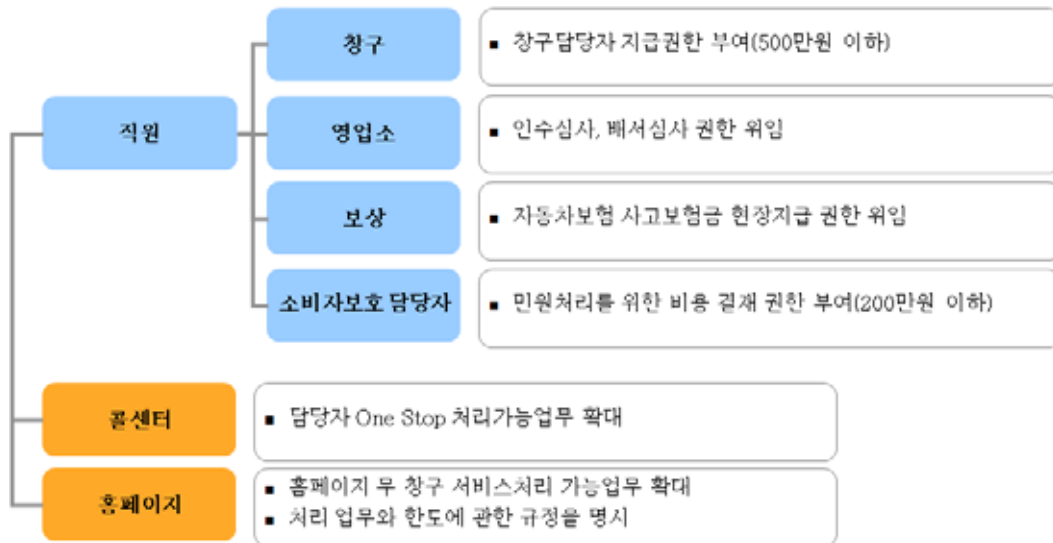 창구
▪ 창구담당자 지급권한 부여(500만원 이하)
직원
영업소
▪ 인수심사, 배서심사 권한 위임
보상
▪ 자동차보험 사고보험금 현장지급 권한 위임
소비자보호 담당자
▪ 민원처리를 위한 비용 결재 권한 부여(200만원 이하)
콜센터
▪ 담당자 One Stop 처리가능업무 확대
홈페이지
▪ 홈페이지 무 창구 서비스처리 가능업무 확대
▪ 처리 업무와 한도에 관한 규정을 명시